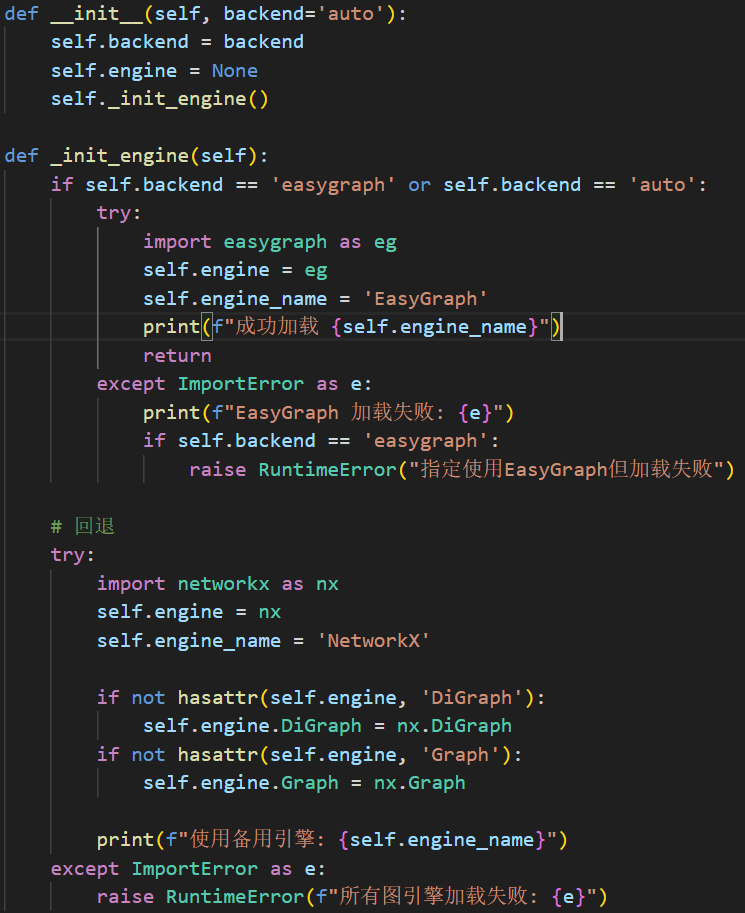 def __init__(self, backend='auto'):
    self.backend = backend
    self.engine = None
    self._init_engine()

def _init_engine(self):
    if self.backend == 'easygraph' or self.backend == 'auto':
        try:
            import easygraph as eg
            self.engine = eg
            self.engine_name = 'EasyGraph'
            print(f"成功加载 {self.engine_name}")
            return
        except ImportError as e:
            print(f"EasyGraph 加载失败: {e}")
            if self.backend == 'easygraph':
                raise RuntimeError("指定使用EasyGraph但加载失败")

    # 回退
    try:
        import networkx as nx
        self.engine = nx
        self.engine_name = 'NetworkX'

        if not hasattr(self.engine, 'DiGraph'):
            self.engine.DiGraph = nx.DiGraph
        if not hasattr(self.engine, 'Graph'):
            self.engine.Graph = nx.Graph

        print(f"使用备用引擎: {self.engine_name}")
    except ImportError as e:
        raise RuntimeError(f"所有图引擎加载失败: {e}")